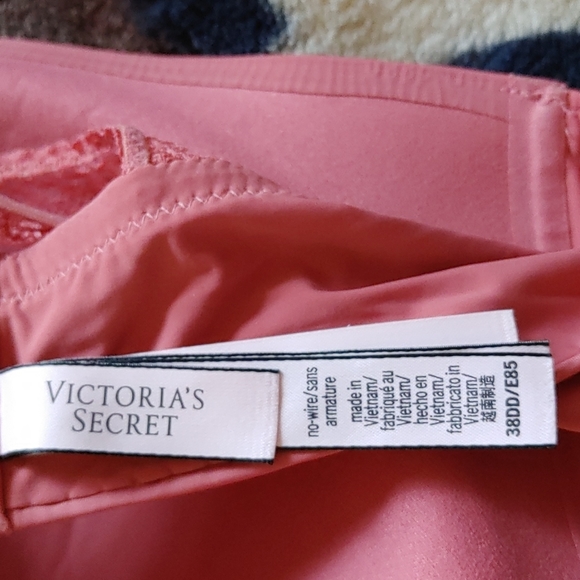 VICTORIA'S
SECRET
no-wire/sans
armature
made in
Vietnam/
fabriqué au
Vietnam/
hecho en
Vietnam/
fabbricato in
Vietnam/
越南制造
38DD/E85